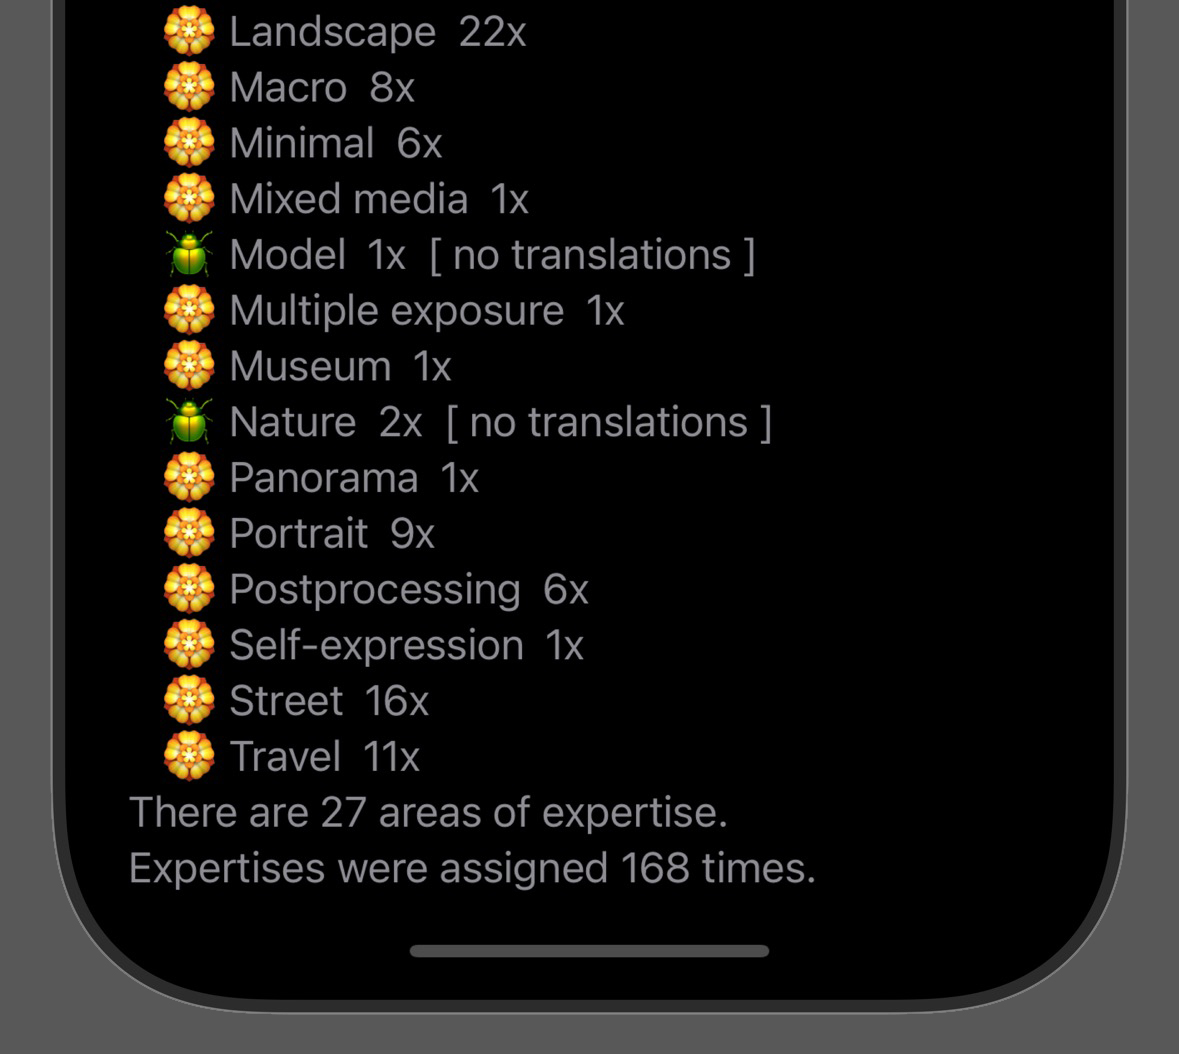 🏵️ Landscape 22x
🏵️ Macro 8x
🏵️ Minimal 6x
🏵️ Mixed media 1x
🪲 Model 1x [ no translations ]
🏵️ Multiple exposure 1x
🏵️ Museum 1x
🪲 Nature 2x [ no translations ]
🏵️ Panorama 1x
🏵️ Portrait 9x
🏵️ Postprocessing 6x
🏵️ Self-expression 1x
🏵️ Street 16x
🏵️ Travel 11x
There are 27 areas of expertise.
Expertises were assigned 168 times.